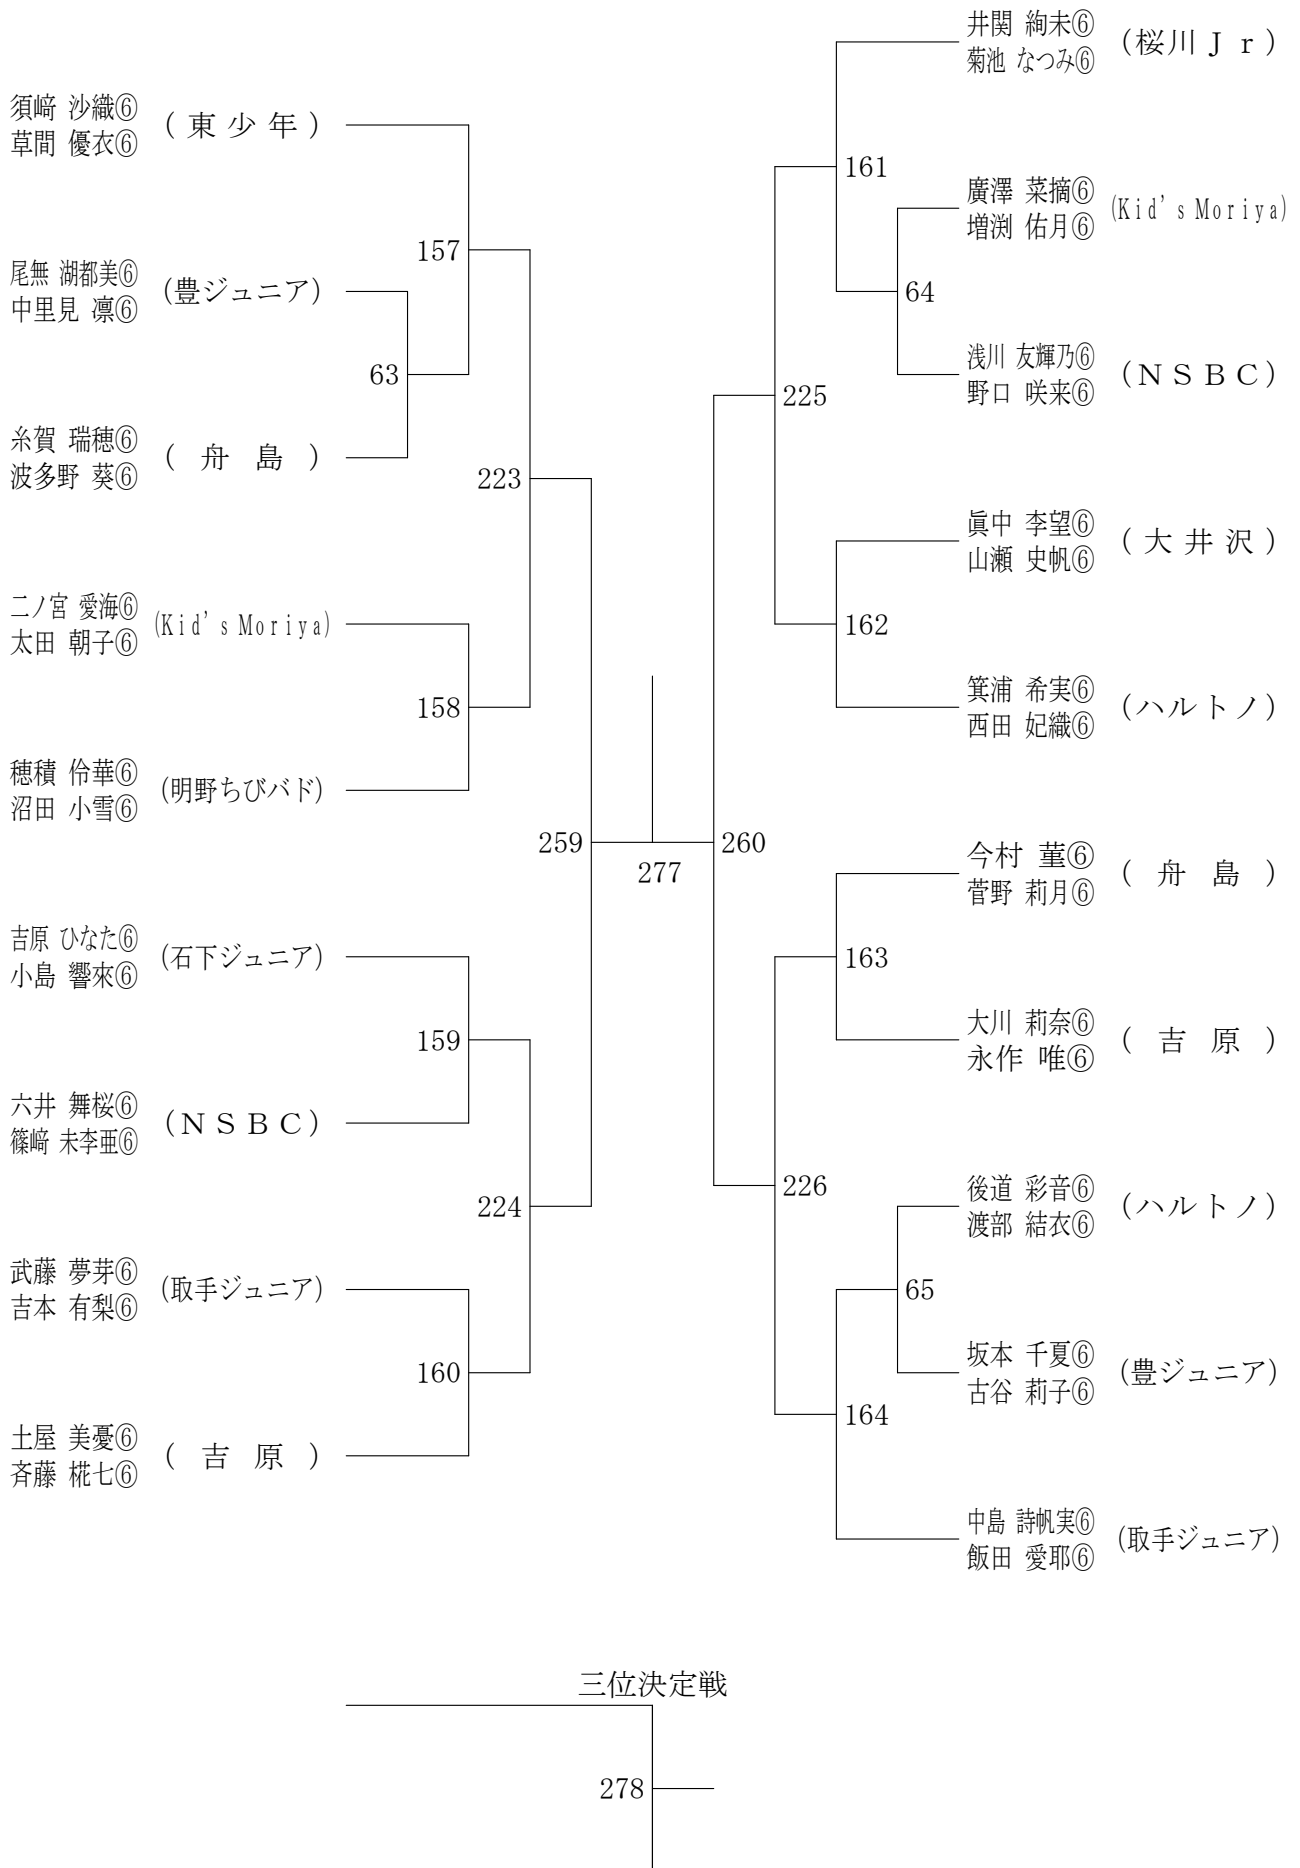 須﨑 沙織⑥
草間 優衣⑥
(東少年)
157
尾無 湖都美⑥
中里見 凛⑥
(豊ジュニア)
63
糸賀 瑞穂⑥
波多野 葵⑥
(舟島)
223
二ノ宮 愛海⑥
太田 朝子⑥
(Kid's Moriya)
158
穂積 伶華⑥
沼田 小雪⑥
(明野ちびバド)
259
277
260
吉原 ひなた⑥
小島 響來⑥
(石下ジュニア)
159
六井 舞桜⑥
篠﨑 未李亜⑥
(NSBC)
224
武藤 夢芽⑥
吉本 有梨⑥
(取手ジュニア)
160
土屋 美憂⑥
斉藤 椛七⑥
(吉原)
井関 絢未⑥
菊池 なつみ⑥
(桜川Jr)
161
廣澤 菜摘⑥
増渕 佑月⑥
(Kid's Moriya)
64
浅川 友輝乃⑥
野口 咲来⑥
(NSBC)
225
眞中 李望⑥
山瀬 史帆⑥
(大井沢)
162
箕浦 希実⑥
西田 妃織⑥
(ハルトノ)
今村 菫⑥
菅野 莉月⑥
(舟島)
163
大川 莉奈⑥
永作 唯⑥
(吉原)
226
後道 彩音⑥
渡部 結衣⑥
(ハルトノ)
65
坂本 千夏⑥
古谷 莉子⑥
(豊ジュニア)
164
中島 詩帆実⑥
飯田 愛耶⑥
(取手ジュニア)
三位決定戦
278